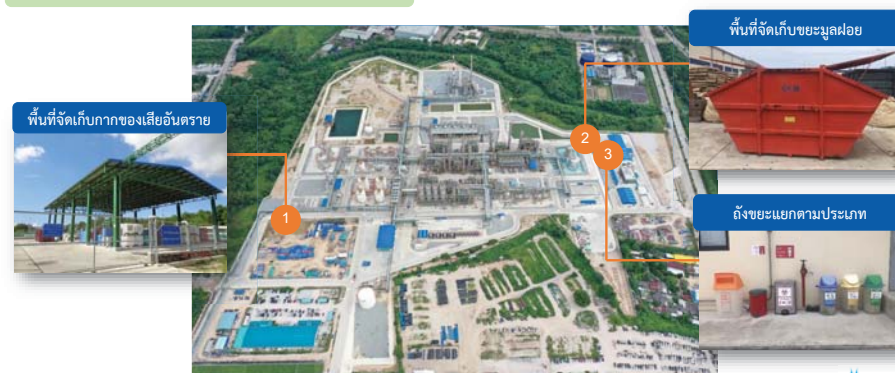 พื้นที่จัดเก็บขยะมูลฝอย
พื้นที่จัดเก็บกากของเสียอันตราย
2
3
1
ถังขยะแยกตามประเภท